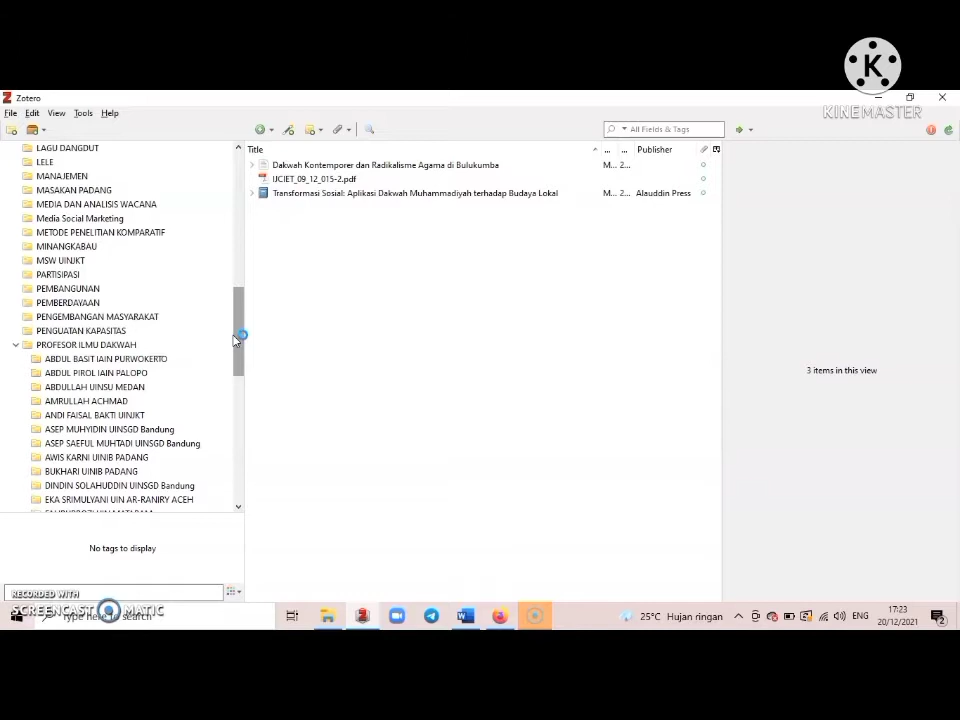 K
KINEMASTER
Zotero
File Edit View Tools Help
All Fields & Tags
LAGU DANGDUT
LELE
MANAJEMEN
MASAKAN PADANG
MEDIA DAN ANALISIS WACANA
Media Social Marketing
METODE PENELITIAN KOMPARATIF
MINANGKABAU
MSW UINJKT
PARTISIPASI
PEMBANGUNAN
PEMBERDAYAAN
PENGEMBANGAN MASYARAKAT
PENGUATAN KAPASITAS
PROFESOR ILMU DAKWAH
ABDUL BASIT IAIN PURWOKERTO
ABDUL PIROL IAIN PALOPO
ABDULLAH UINSU MEDAN
AMRULLAH ACHMAD
ANDI FAISAL BAKTI UINJKT
ASEP MUHYIDIN UINSGD Bandung
ASEP SAEFUL MUHTADI UINSGD Bandung
AWIS KARNI UINIB PADANG
BUKHARI UINIB PADANG
DINDIN SOLAHUDDIN UINSGD Bandung
EKA SRIMULYANI UIN AR-RANIRY ACEH
No tags to display
Title ... ... Publisher
Dakwah Kontemporer dan Radikalisme Agama di Bulukumba M... 2...
IJCIET_09_12_015-2.pdf
Transformasi Sosial: Aplikasi Dakwah Muhammadiyah terhadap Budaya Lokal M... 2... Alauddin Press
3 items in this view
RECORDED WITH
SCREENCAST MATIC
Type here to search
25°C Hujan ringan
ENG
17:23
20/12/2021
2